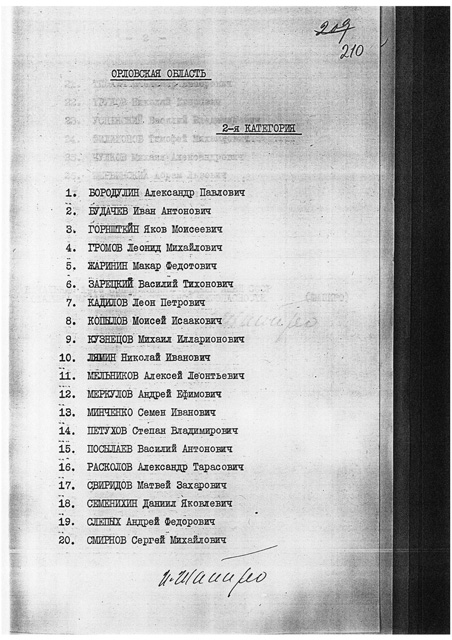 209
210
ОРЛОВСКАЯ ОБЛАСТЬ
2-я КАТЕГОРИЯ
1. БОРОДУЛИН Александр Павлович
2. БУДАЧЕВ Иван Антонович
3. ГОРНШТЕЙН Яков Моисеевич
4. ГРОМОВ Леонид Михайлович
5. ЖАРИНИН Макар Федотович
6. ЗАРЕЦКИЙ Василий Тихонович
7. КАДИЛОВ Леон Петрович
8. КОПЫЛОВ Моисей Исаакович
9. КУЗНЕЦОВ Михаил Илларионович
10. ЛЯМИН Николай Иванович
11. МЕЛЬНИКОВ Алексей Леонтьевич
12. МЕРКУЛОВ Андрей Ефимович
13. МИНЧЕНКО Семен Иванович
14. ПЕТУХОВ Степан Владимирович
15. ПОСЫЛАЕВ Василий Антонович
16. РАСКОЛОВ Александр Тарасович
17. СВИРИДОВ Матвей Захарович
18. СЕМЕНИХИН Даниил Яковлевич
19. СЛЕПЫХ Андрей Федорович
20. СМИРНОВ Сергей Михайлович
И. Шапиро